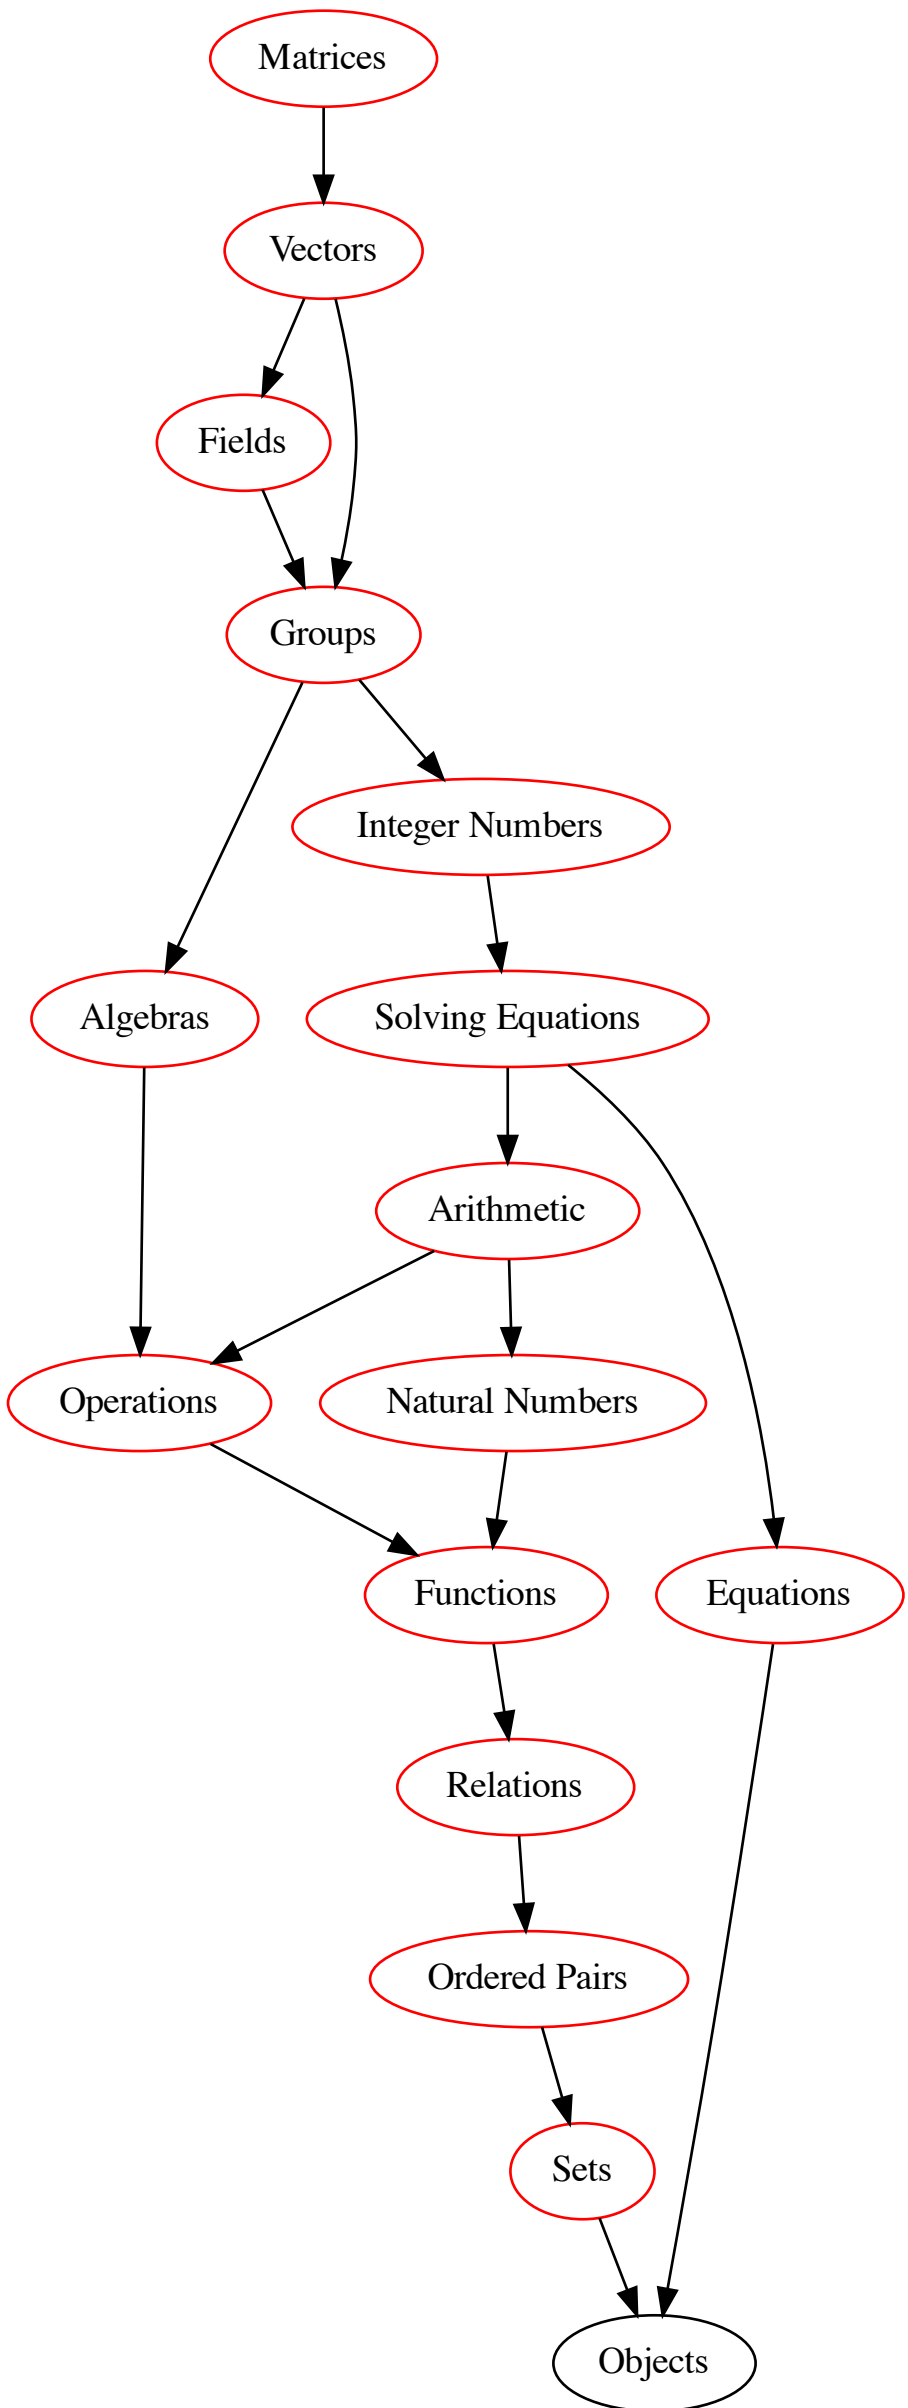 Matrices
Vectors
Fields
Groups
Integer Numbers
Algebras
Solving Equations
Arithmetic
Operations
Natural Numbers
Functions
Equations
Relations
Ordered Pairs
Sets
Objects